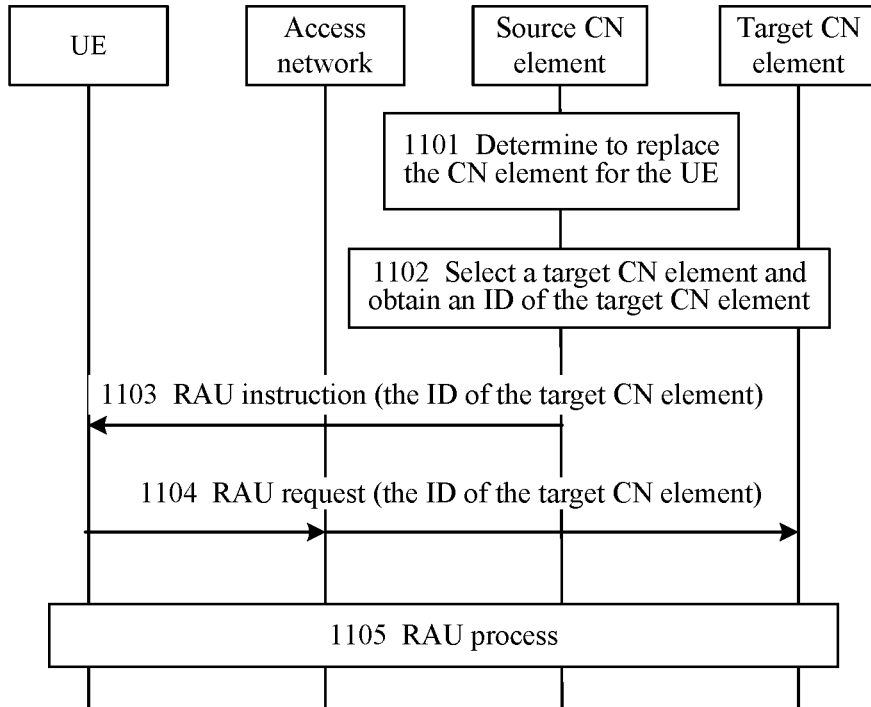 UE
Access
network
Source CN
element
Target CN
element
1101 Determine to replace
the CN element for the UE
1102 Select a target CN element and
obtain an ID of the target CN element
1103 RAU instruction (the ID of the target CN element)
1104 RAU request (the ID of the target CN element)
1105 RAU process